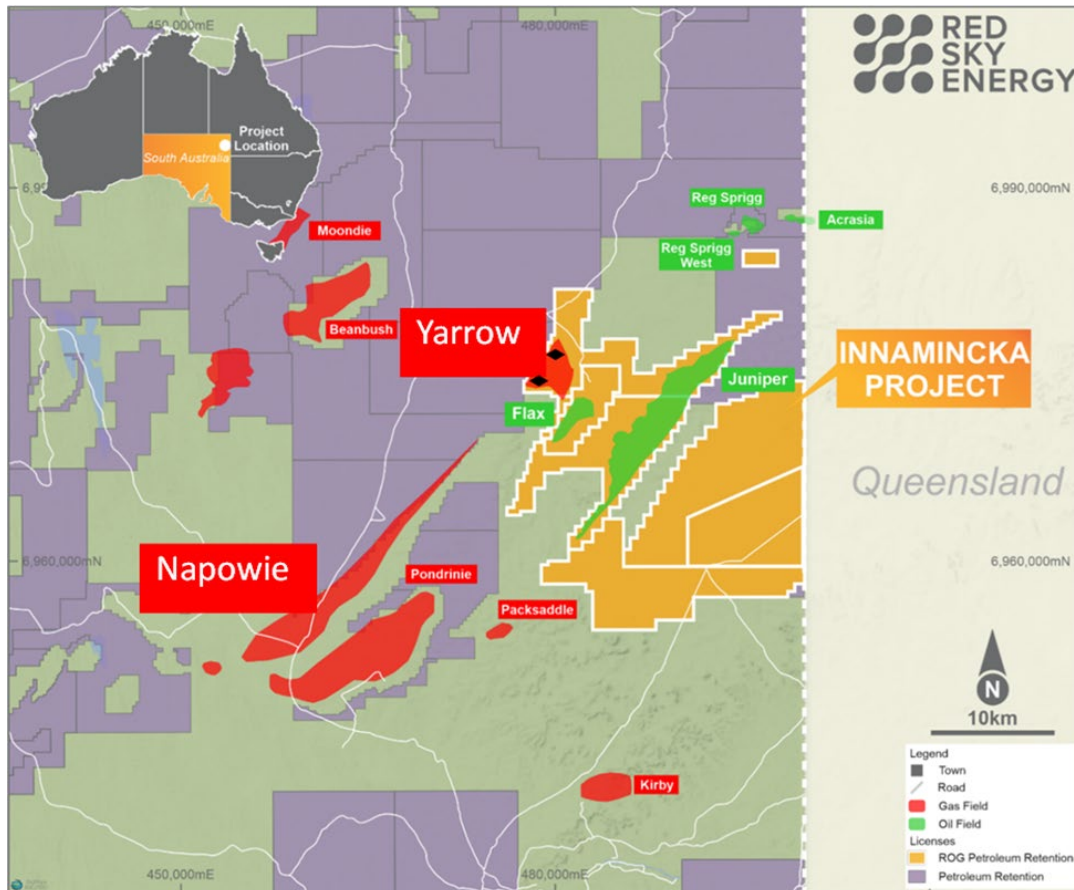 450,000mE
480,000mE
RED
SKY
ENERGY
Project
Location
South Australia
6,990,000mN
Reg Sprigg
Acrasia
Moondie
Reg Sprigg
West
Beanbush
Yarrow
INNAMINCKA
PROJECT
Juniper
Flax
Queensland
6,960,000mN
6,960,000mN
Napowie
Pondrinie
Packsaddle
N
10km
Kirby
Legend
Town
Road
Gas Field
Oil Field
Licenses
ROG Petroleum Retention
Petroleum Retention
450,000mE
480,000mE